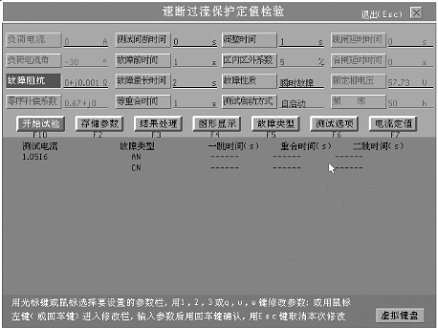 速断过流保护定值检验 退出(Esc)
负荷电流 0 A 测试间断时间 0 s 调整时间 1 s 跳闸延时时间 0 s
负荷电流角 -30 ° 故障前时间 1 s 区内区外系数 5 % 合闸延时时间 0 s
故障阻抗 0+j0.001 Ω 故障最长时间 2 s 故障性质 瞬时故障 额定相电压 57.73 V
零序补偿系数 0.67+j0 等重合时间 1 s 测试启动方式 自启动 频 率 50 h
开始试验 存储参数 结果处理 图形显示 故障类型 测试选项 电流定值
F10 F2 F3 F4 F5 F6 F7
测试电流 故障类型 一跳时间(s) 重合时间(s) 二跳时间(s)
1.05I6 AN ------ ------ ------
CN ------ ------ ------
用光标键或鼠标选择要设置的参数栏,用1,2,3或q,w,e键修改参数;或用鼠标
左键(或回车键)进入修改栏,输入参数后用回车键确认,用Esc键取消本次修改
虚拟键盘